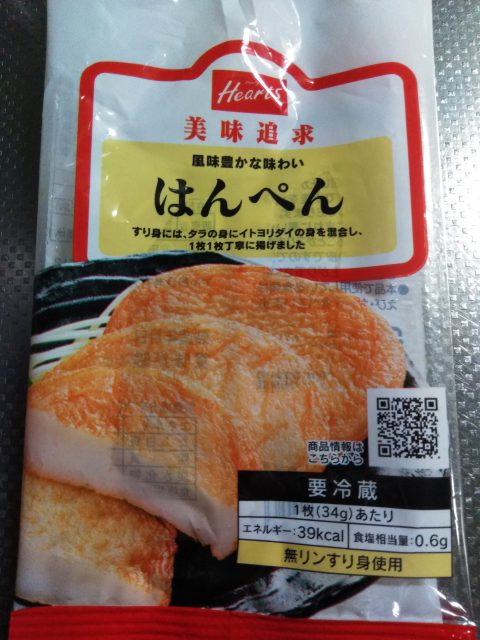 Hearts
美味追求
風味豊かな味わい
はんぺん
すり身には、タラの身にイトヨリダイの身を混合し、
1枚1枚丁寧に揚げました
商品情報は
こちらから
要冷蔵
1枚(34g)あたり
エネルギー:39kcal 食塩相当量:0.6g
無リンすり身使用